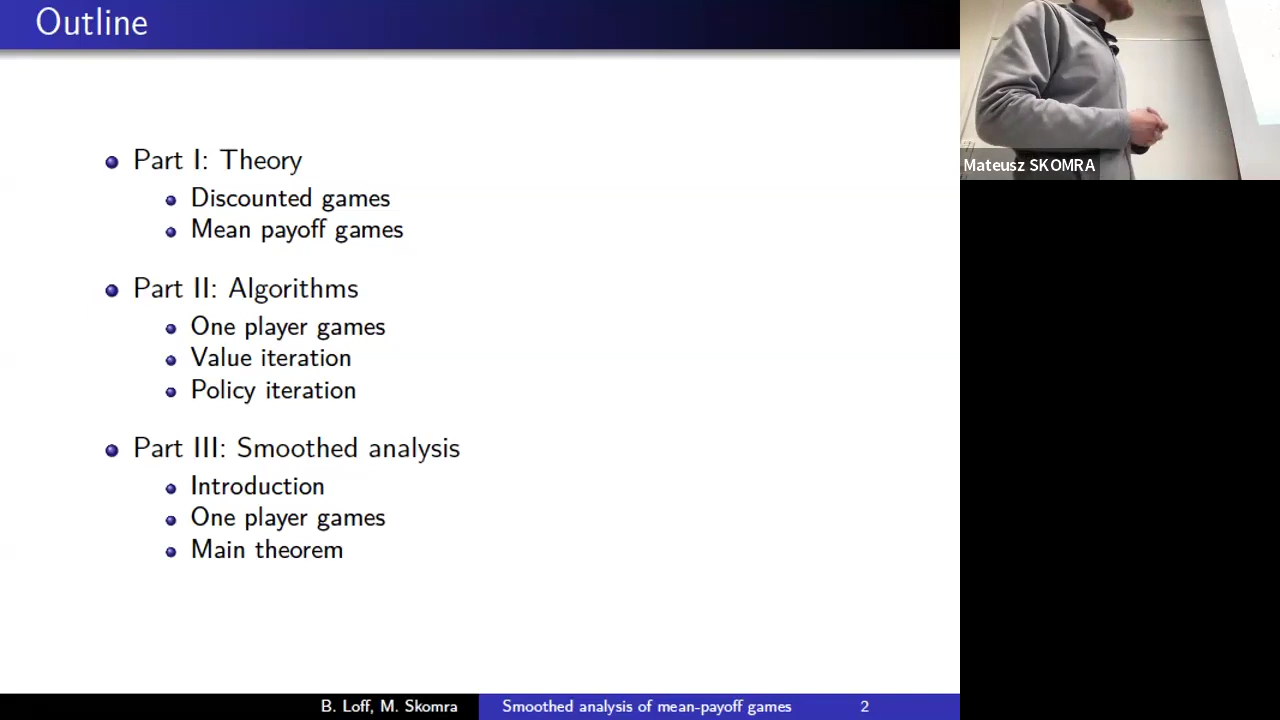 Outline
Part I: Theory
Discounted games
Mean payoff games
Part II: Algorithms
One player games
Value iteration
Policy iteration
Part III: Smoothed analysis
Introduction
One player games
Main theorem
B. Loff, M. Skomra
Smoothed analysis of mean-payoff games
2
Mateusz SKOMRA